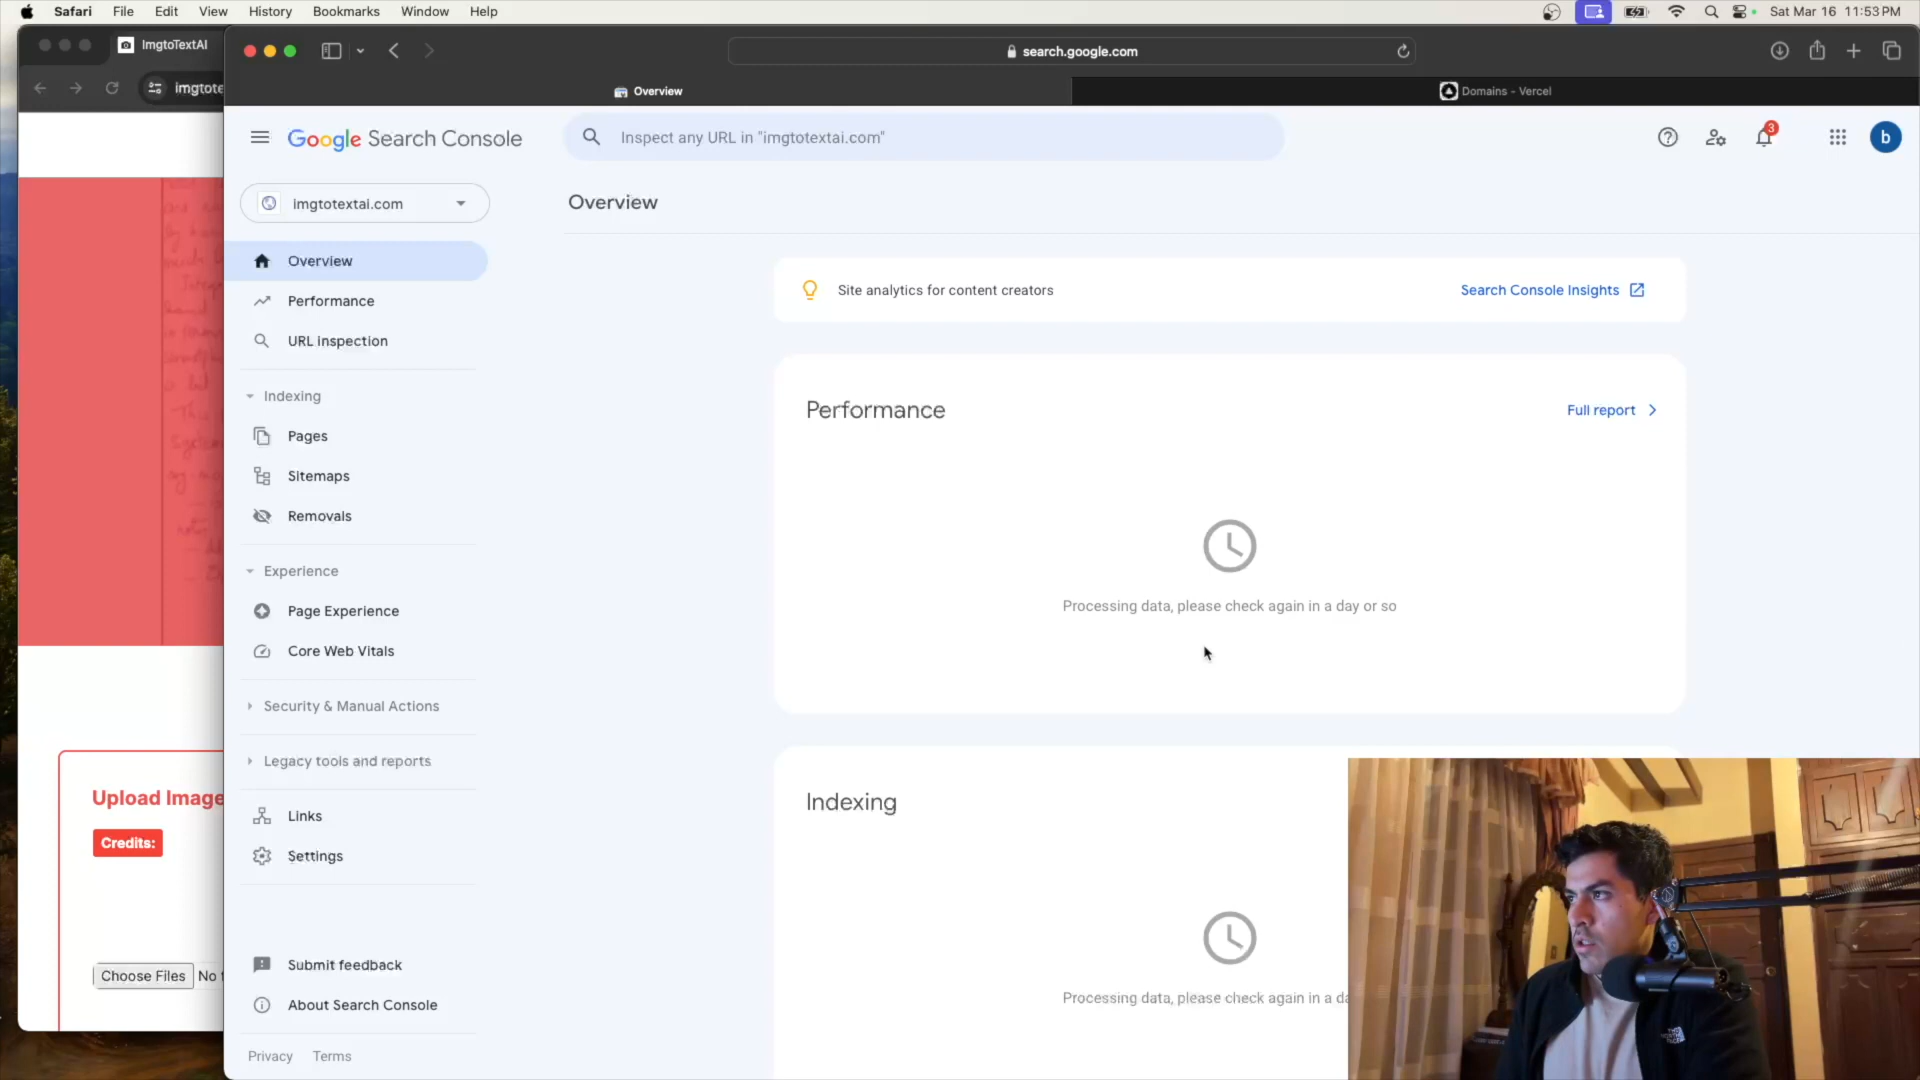 Safari File Edit View History Bookmarks Window Help
Sat Mar 16 11:53 PM
ImgtoTextAI
imgtote
search.google.com
Overview
Domains - Vercel
Google Search Console
Inspect any URL in "imgtotextai.com"
3
b
imgtotextai.com
Overview
Overview
Performance
URL inspection
Indexing
Pages
Sitemaps
Removals
Experience
Page Experience
Core Web Vitals
Security & Manual Actions
Legacy tools and reports
Links
Settings
Submit feedback
About Search Console
Privacy Terms
Site analytics for content creators
Search Console Insights
Performance
Full report
Processing data, please check again in a day or so
Indexing
Processing data, please check again in a da
Upload Image
Credits:
Choose Files No f